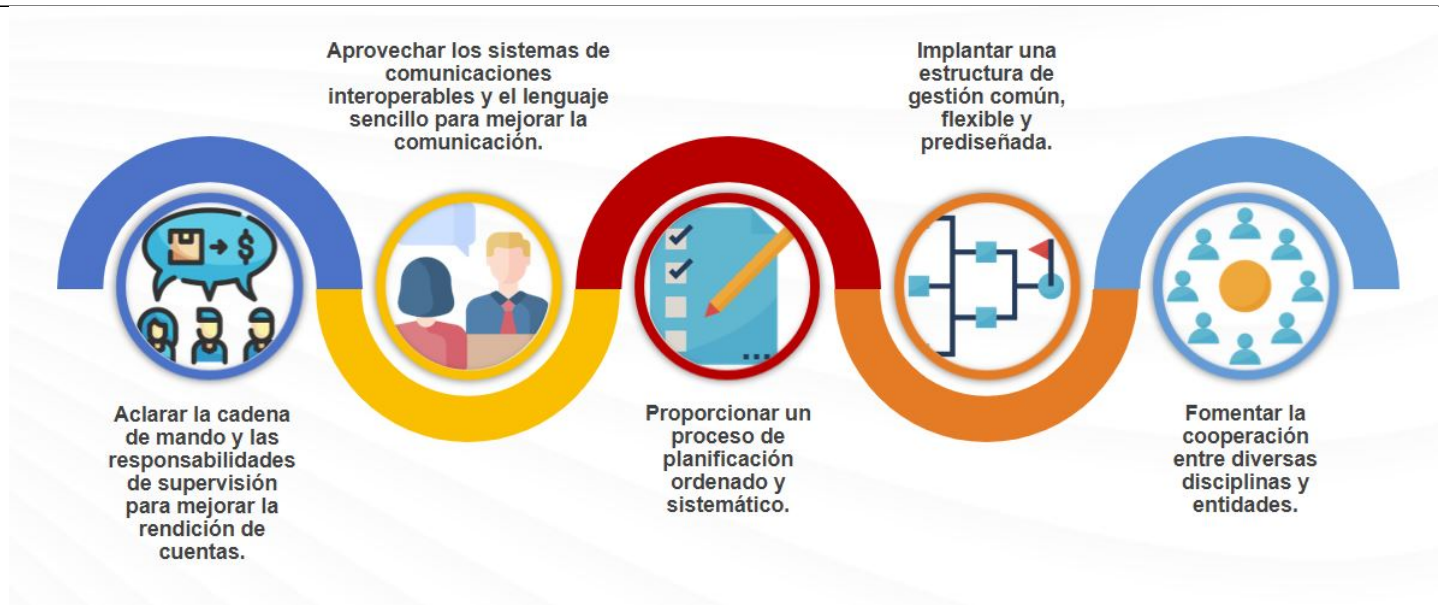 Aclarar la cadena
de mando y las
responsabilidades
de supervisión
para mejorar la
rendición de
cuentas.
Aprovechar los sistemas de
comunicaciones
interoperables y el lenguaje
sencillo para mejorar la
comunicación.
Proporcionar un
proceso de
planificación
ordenado y
sistemático.
Implantar una
estructura de
gestión común,
flexible y
prediseñada.
Fomentar la
cooperación
entre diversas
disciplinas y
entidades.